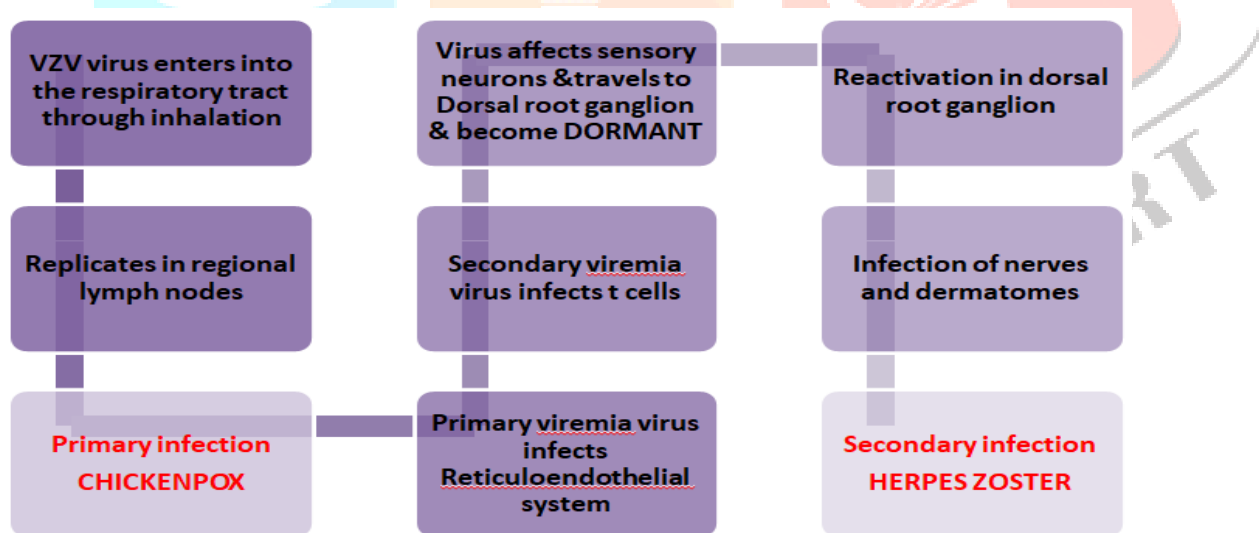 VZV virus enters into
the respiratory tract
through inhalation
Replicates in regional
lymph nodes
Primary infection
CHICKENPOX
Primary viremia virus
infects
Reticuloendothelial
system
Secondary viremia
virus infects t cells
Virus affects sensory
neurons &travels to
Dorsal root ganglion
& become DORMANT
Reactivation in dorsal
root ganglion
Infection of nerves
and dermatomes
Secondary infection
HERPES ZOSTER